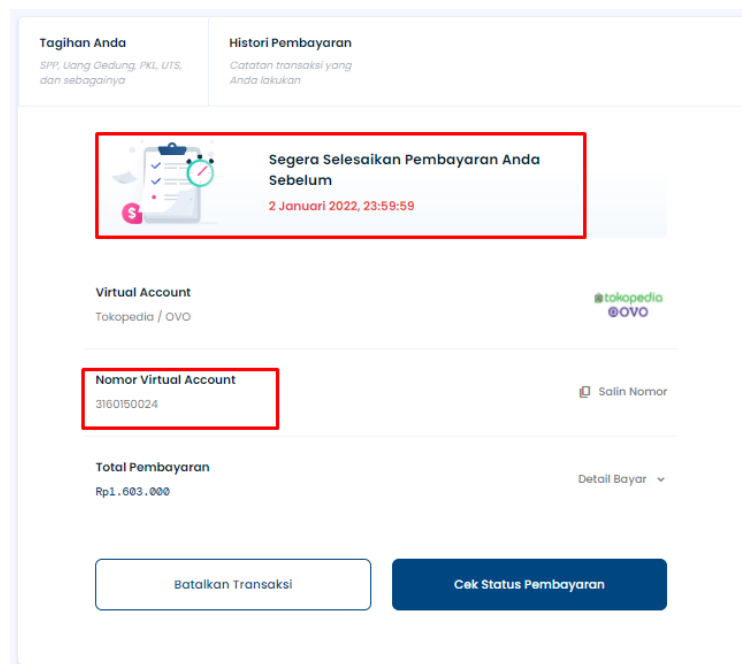 Tagihan Anda
SPP, Uang Gedung, PKL, UTS,
dan sebagainya
Histori Pembayaran
Catatan transaksi yang
Anda lakukan
Segera Selesaikan Pembayaran Anda
Sebelum
2 Januari 2022, 23:59:59
$
Virtual Account
Tokopedia / OVO
tokopedia
OVO
Nomor Virtual Account
3160150024
Salin Nomor
Total Pembayaran
Rp1.603.000
Detail Bayar
Batalkan Transaksi
Cek Status Pembayaran